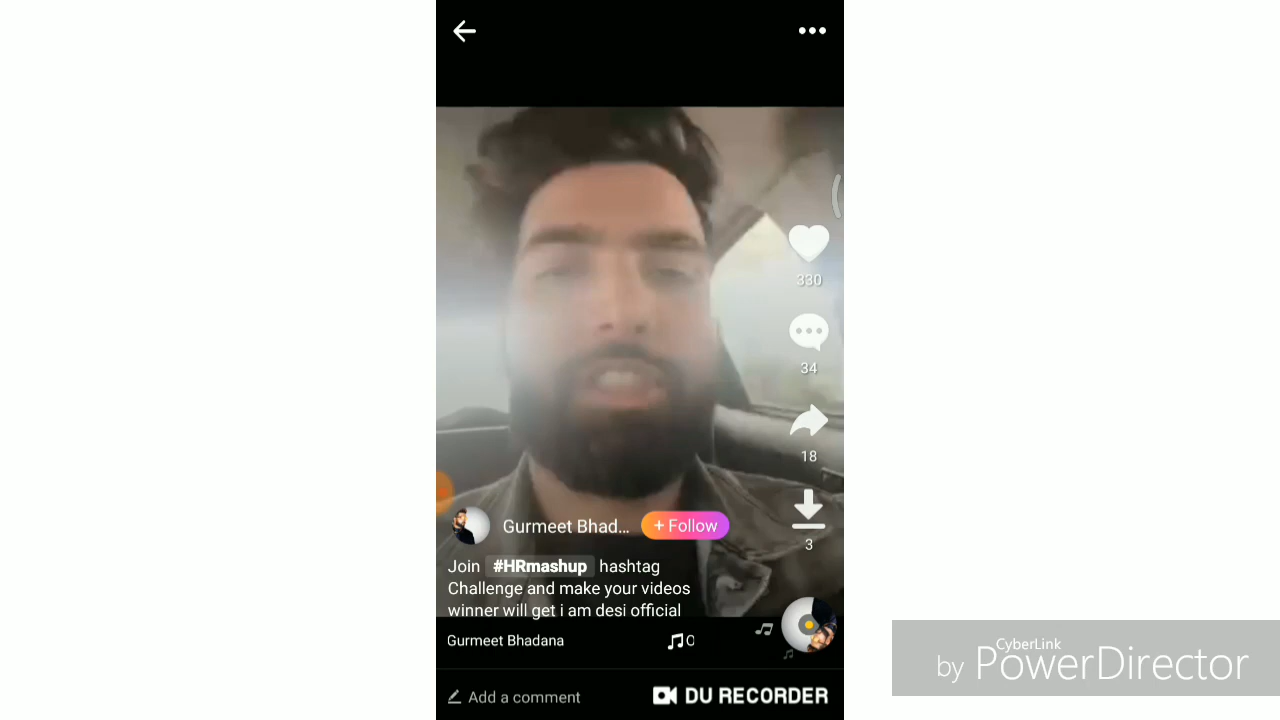 330
34
18
3
Gurmeet Bhad... + Follow
Join #HRmashup hashtag
Challenge and make your videos
winner will get i am desi official
Gurmeet Bhadana
Add a comment
DU RECORDER
by CyberLink PowerDirector